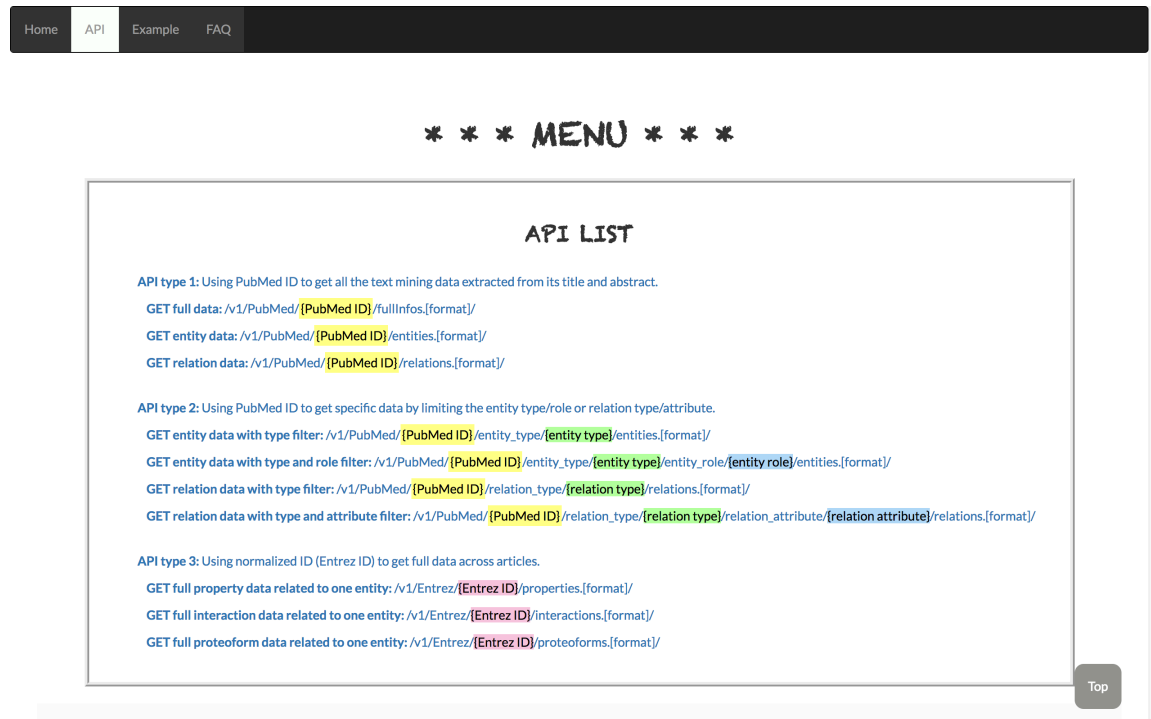 Home API Example FAQ
* * * MENU * * *
API LIST
API type 1: Using PubMed ID to get all the text mining data extracted from its title and abstract.
GET full data: /v1/PubMed/{PubMed ID}/fullInfos.[format]/
GET entity data: /v1/PubMed/{PubMed ID}/entities.[format]/
GET relation data: /v1/PubMed/{PubMed ID}/relations.[format]/
API type 2: Using PubMed ID to get specific data by limiting the entity type/role or relation type/attribute.
GET entity data with type filter: /v1/PubMed/{PubMed ID}/entity_type/{entity type}/entities.[format]/
GET entity data with type and role filter: /v1/PubMed/{PubMed ID}/entity_type/{entity type}/entity_role/{entity role}/entities.[format]/
GET relation data with type filter: /v1/PubMed/{PubMed ID}/relation_type/{relation type}/relations.[format]/
GET relation data with type and attribute filter: /v1/PubMed/{PubMed ID}/relation_type/{relation type}/relation_attribute/{relation attribute}/relations.[format]/
API type 3: Using normalized ID (Entrez ID) to get full data across articles.
GET full property data related to one entity: /v1/Entrez/{Entrez ID}/properties.[format]/
GET full interaction data related to one entity: /v1/Entrez/{Entrez ID}/interactions.[format]/
GET full proteoform data related to one entity: /v1/Entrez/{Entrez ID}/proteoforms.[format]/
Top